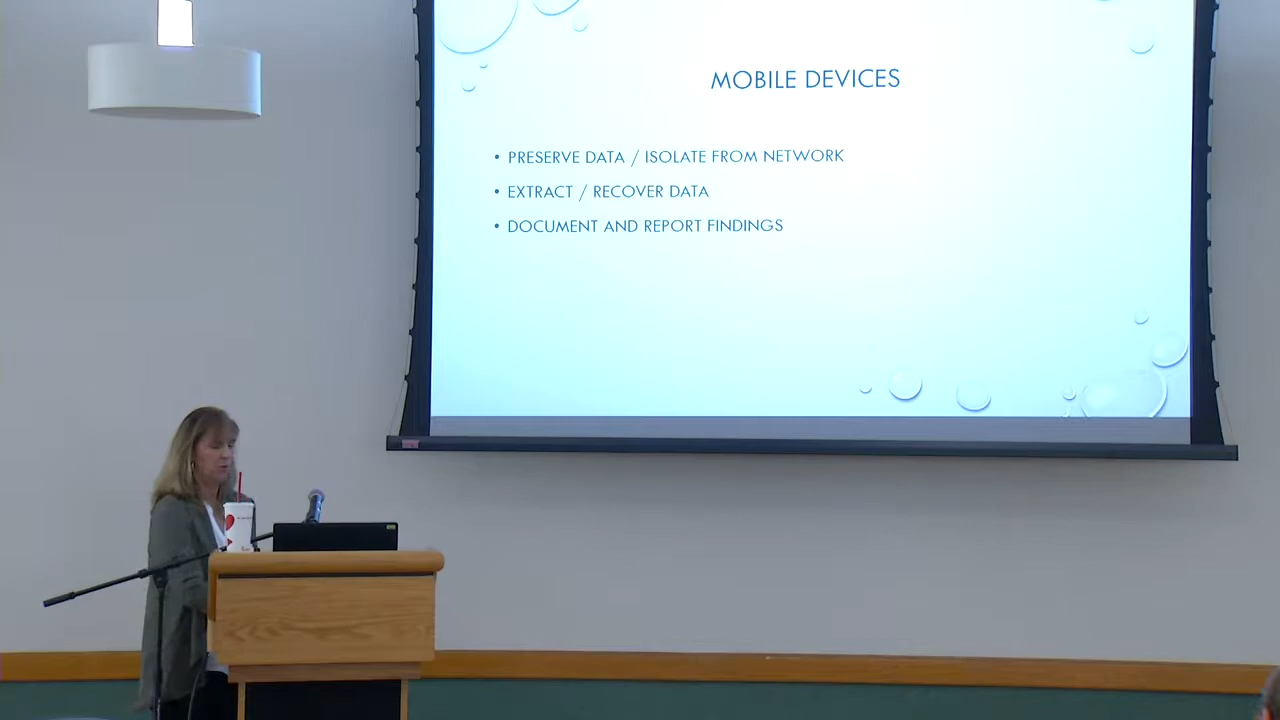 MOBILE DEVICES
• PRESERVE DATA / ISOLATE FROM NETWORK
• EXTRACT / RECOVER DATA
• DOCUMENT AND REPORT FINDINGS